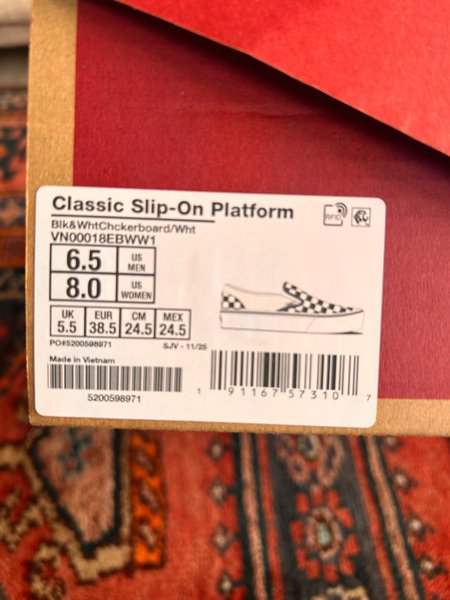 Classic Slip-On Platform
RFID
Blk&WhtChckerboard/Wht
VN00018EBWW1
6.5 US MEN
8.0 US WOMEN
UK EUR CM MEX
5.5 38.5 24.5 24.5
PO#5200598971 SJV - 11/25
Made in Vietnam
5200598971
1 91167 57310 7